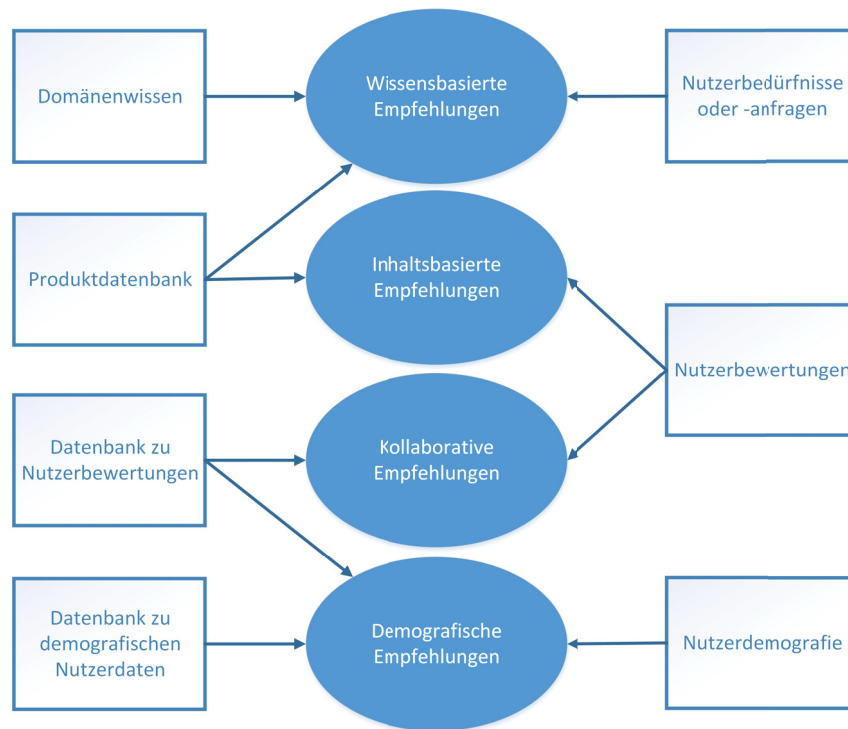 Domänenwissen
Wissensbasierte
Empfehlungen
Nutzerbedürfnisse
oder -anfragen
Produktdatenbank
Inhaltsbasierte
Empfehlungen
Nutzerbewertungen
Datenbank zu
Nutzerbewertungen
Kollaborative
Empfehlungen
Datenbank zu
demografischen
Nutzerdaten
Demografische
Empfehlungen
Nutzerdemografie